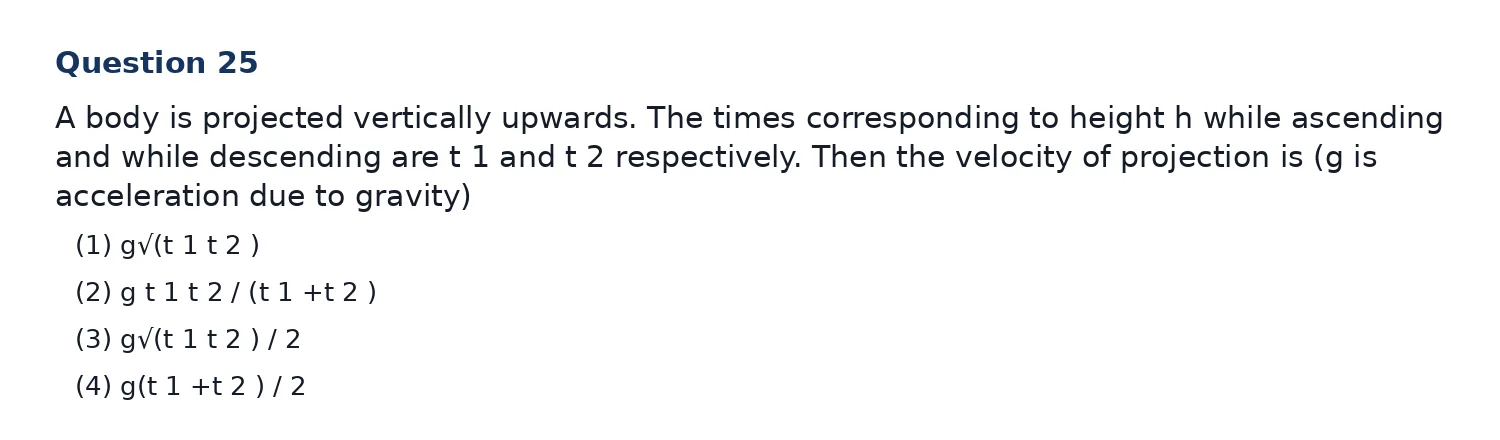 Question 25
A body is projected vertically upwards. The times corresponding to height h while ascending
and while descending are t 1 and t 2 respectively. Then the velocity of projection is (g is
acceleration due to gravity)
(1) g√(t 1 t 2 )
(2) g t 1 t 2 / (t 1 +t 2 )
(3) g√(t 1 t 2 ) / 2
(4) g(t 1 +t 2 ) / 2